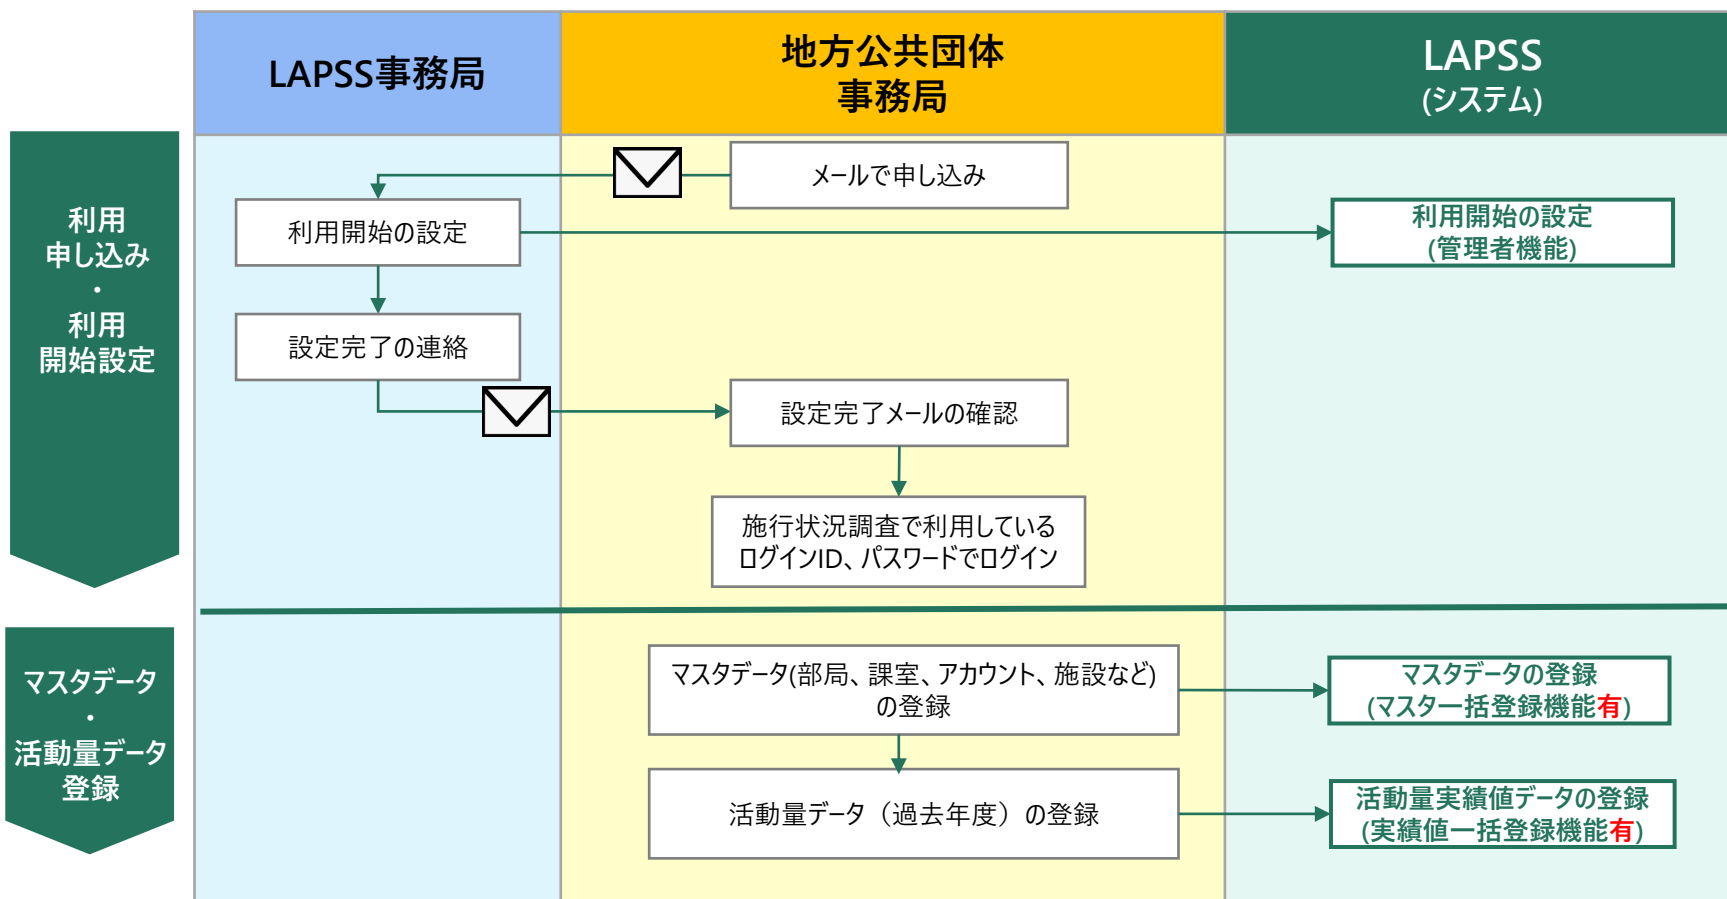 LAPSS事務局
地方公共団体
事務局
LAPSS
(システム)
利用
申し込み
・
利用
開始設定
メールで申し込み
利用開始の設定
利用開始の設定
(管理者機能)
設定完了の連絡
設定完了メールの確認
施行状況調査で利用している
ログインID、パスワードでログイン
マスタデータ
・
活動量データ
登録
マスタデータ(部局、課室、アカウント、施設など)
の登録
マスタデータの登録
(マスター括登録機能有)
活動量データ（過去年度）の登録
活動量実績値データの登録
(実績値一括登録機能有)